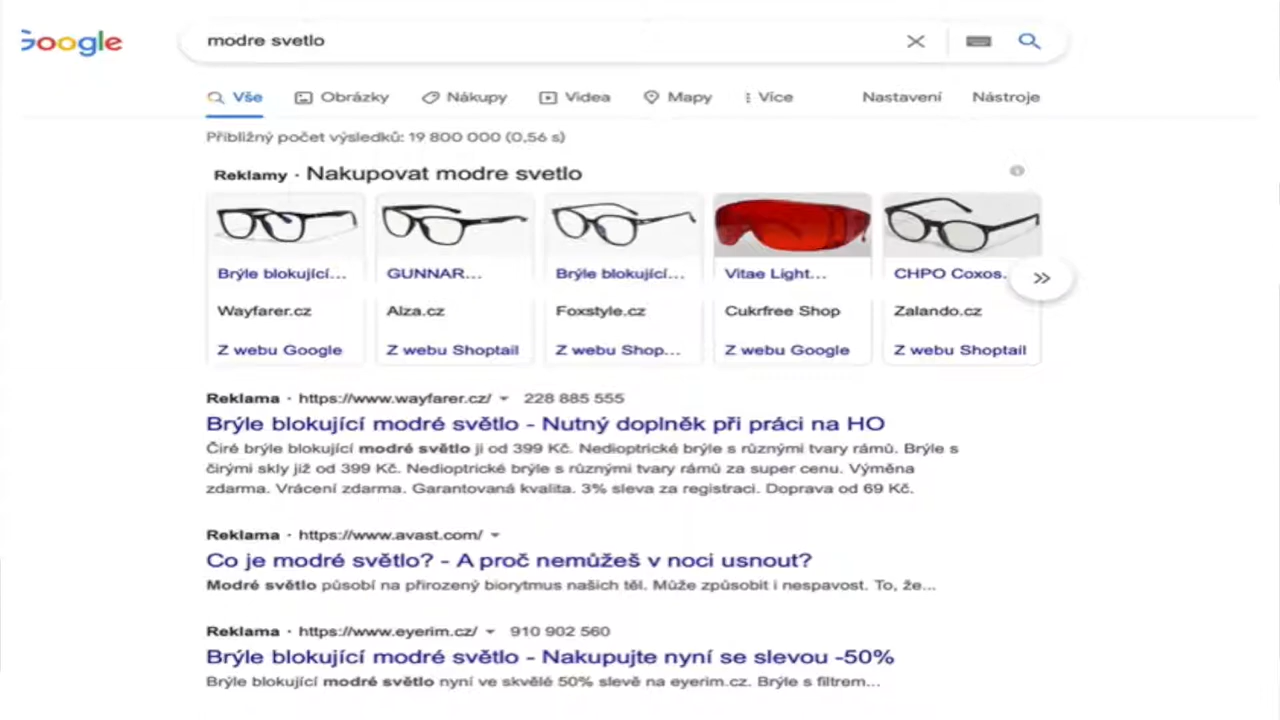 Google
modre svetlo
Vše Obrázky Nákupy Videa Mapy Více Nastavení Nástroje
Přibližný počet výsledků: 19 800 000 (0,56 s)
Reklamy · Nakupovat modre svetlo
Brýle blokující... GUNNAR... Brýle blokující... Vitae Light... CHPO Coxos.
Wayfarer.cz Alza.cz Foxstyle.cz Cukrfree Shop Zalando.cz
Z webu Google Z webu Shoptail Z webu Shop... Z webu Google Z webu Shoptail
Reklama · https://www.wayfarer.cz/ 228 885 555
Brýle blokující modré světlo - Nutný doplněk při práci na HO
Čiré brýle blokující modré světlo ji od 399 Kč. Nedioptrické brýle s různými tvary rámů. Brýle s
čirými skly již od 399 Kč. Nedioptrické brýle s různými tvary rámů za super cenu. Výměna
zdarma. Vrácení zdarma. Garantovaná kvalita. 3% sleva za registraci. Doprava od 69 Kč.
Reklama · https://www.avast.com/
Co je modré světlo? - A proč nemůžeš v noci usnout?
Modré světlo působí na přirozený biorytmus našich těl. Může způsobit i nespavost. To, že...
Reklama · https://www.eyerim.cz/ 910 902 560
Brýle blokující modré světlo - Nakupujte nyní se slevou -50%
Brýle blokující modré světlo nyní ve skvělé 50% slevě na eyerim.cz. Brýle s filtrem...